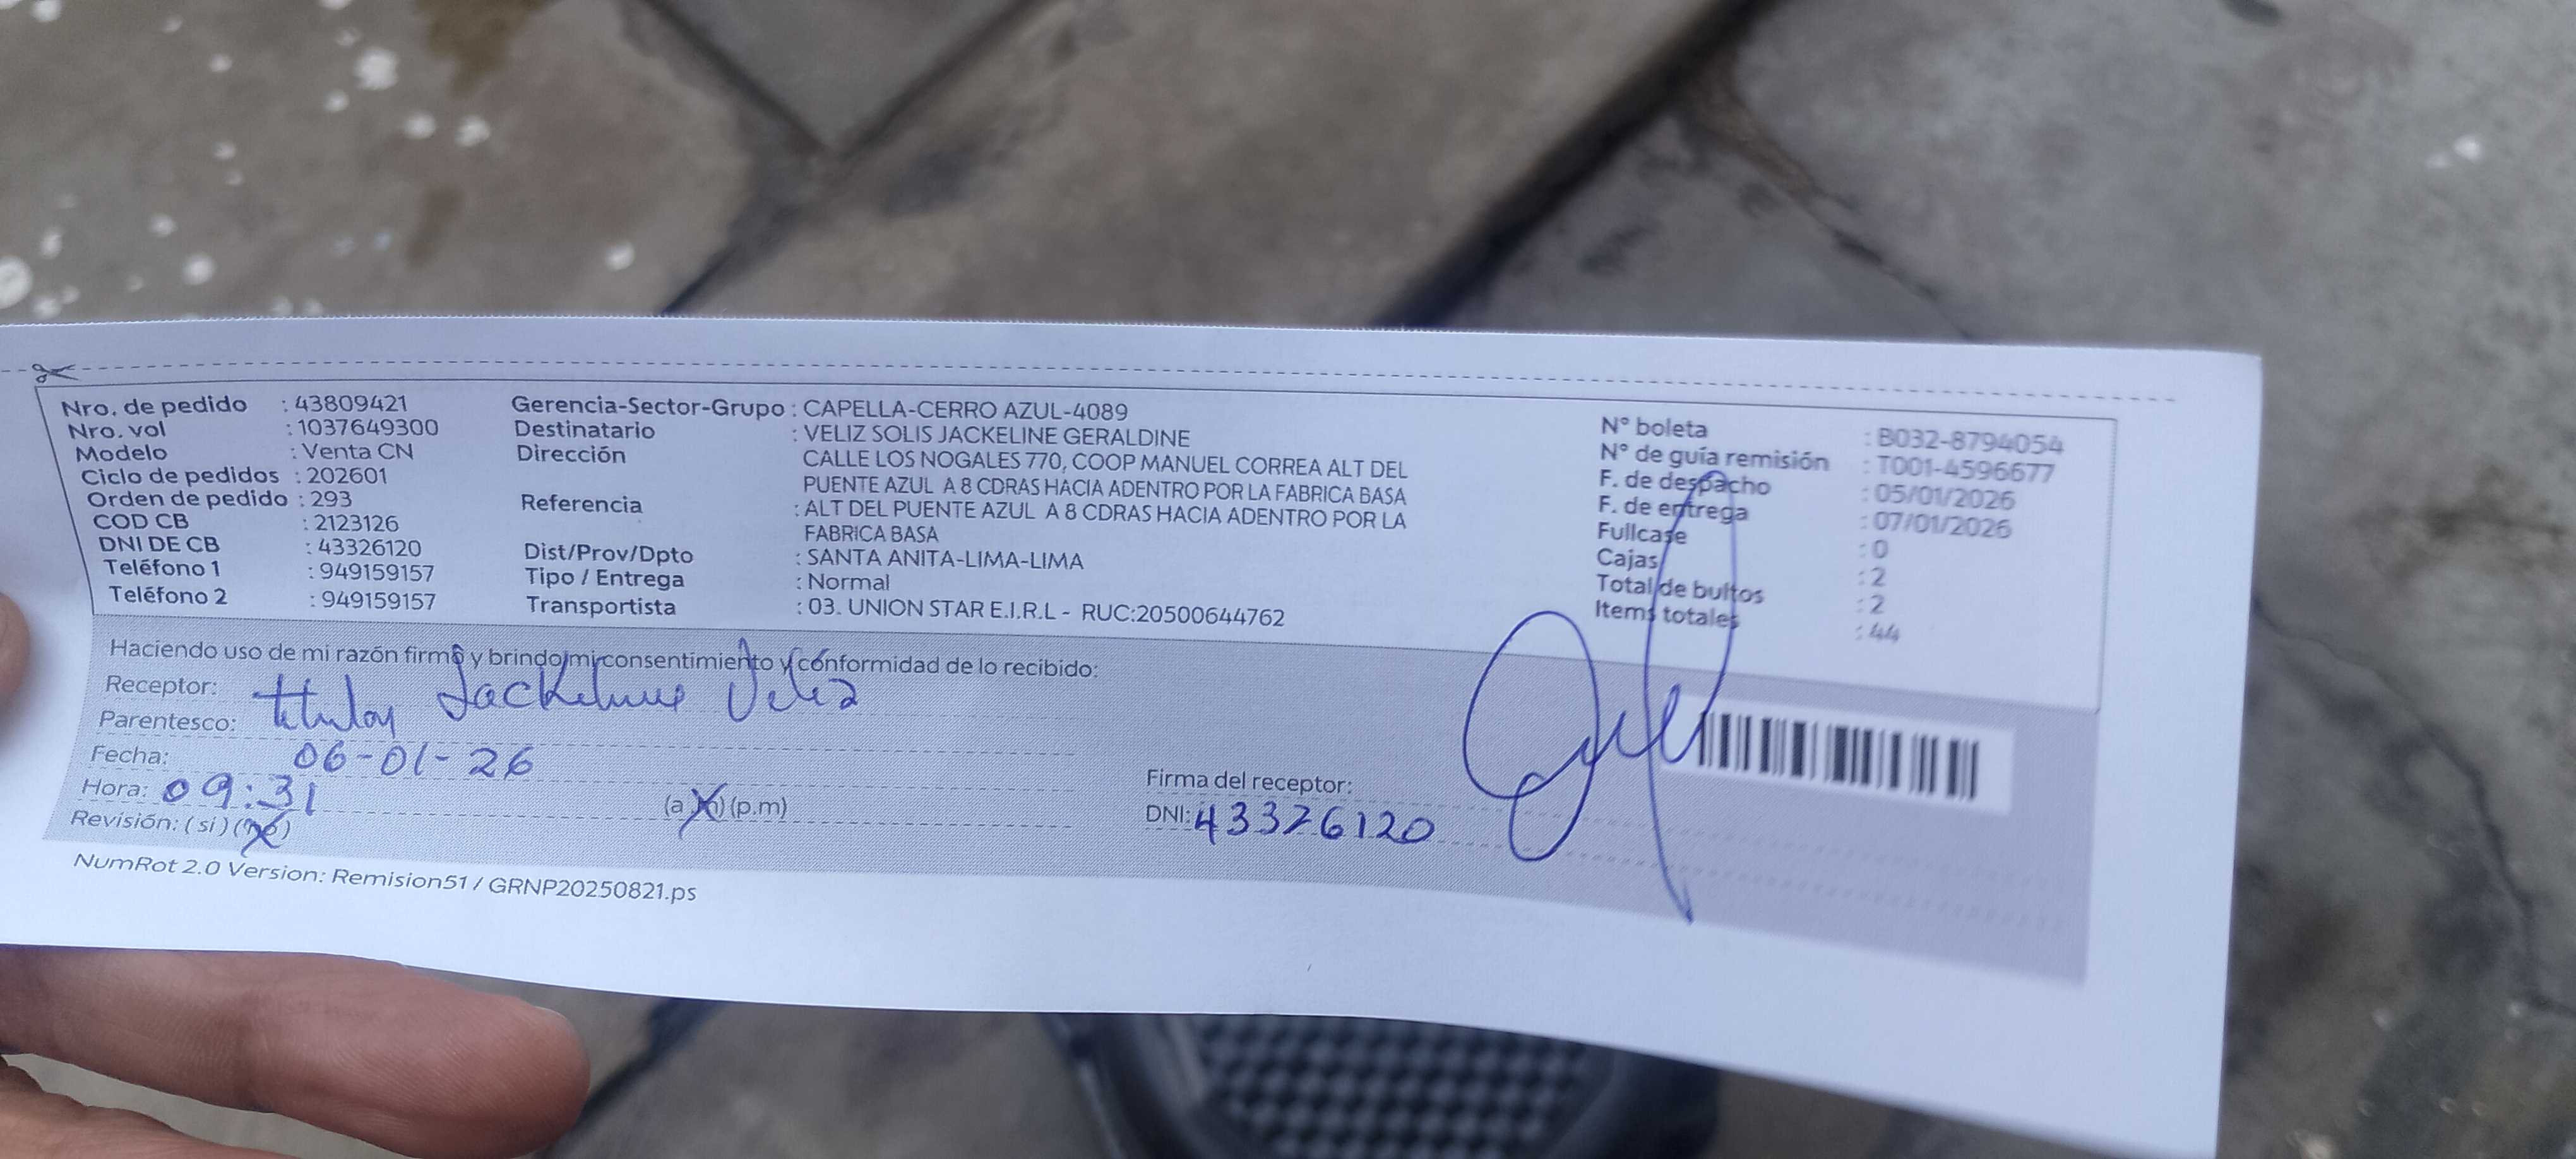 Nro. de pedido : 43809421
Nro. vol : 1037649300
Modelo : Venta CN
Ciclo de pedidos : 202601
Orden de pedido : 293
COD CB : 2123126
DNI DE CB : 43326120
Teléfono 1 : 949159157
Teléfono 2 : 949159157
Gerencia-Sector-Grupo : CAPELLA-CERRO AZUL-4089
Destinatario : VELIZ SOLIS JACKELINE GERALDINE
Dirección CALLE LOS NOGALES 770, COOP MANUEL CORREA ALT DEL
PUENTE AZUL A 8 CDRAS HACIA ADENTRO POR LA FABRICA BASA
Referencia : ALT DEL PUENTE AZUL A 8 CDRAS HACIA ADENTRO POR LA
FABRICA BASA
Dist/Prov/Dpto : SANTA ANITA-LIMA-LIMA
Tipo / Entrega : Normal
Transportista : 03. UNION STAR E.I.R.L - RUC:20500644762
N° boleta : B032-8794054
N° de guía remisión : T001-4596677
F. de despacho : 05/01/2026
F. de entrega : 07/01/2026
Fullcase : 0
Cajas : 2
Total de bultos : 2
Items totales : 44
Haciendo uso de mi razón firmo y brindo mi consentimiento y conformidad de lo recibido:
Receptor: Jackeline Veliz
Parentesco: titular
Fecha: 06-01-26
Hora: 09:31 (a.m) (p.m)
Revisión: (si) (no)
Firma del receptor:
DNI: 43326120
NumRot 2.0 Version: Remision51 / GRNP20250821.ps